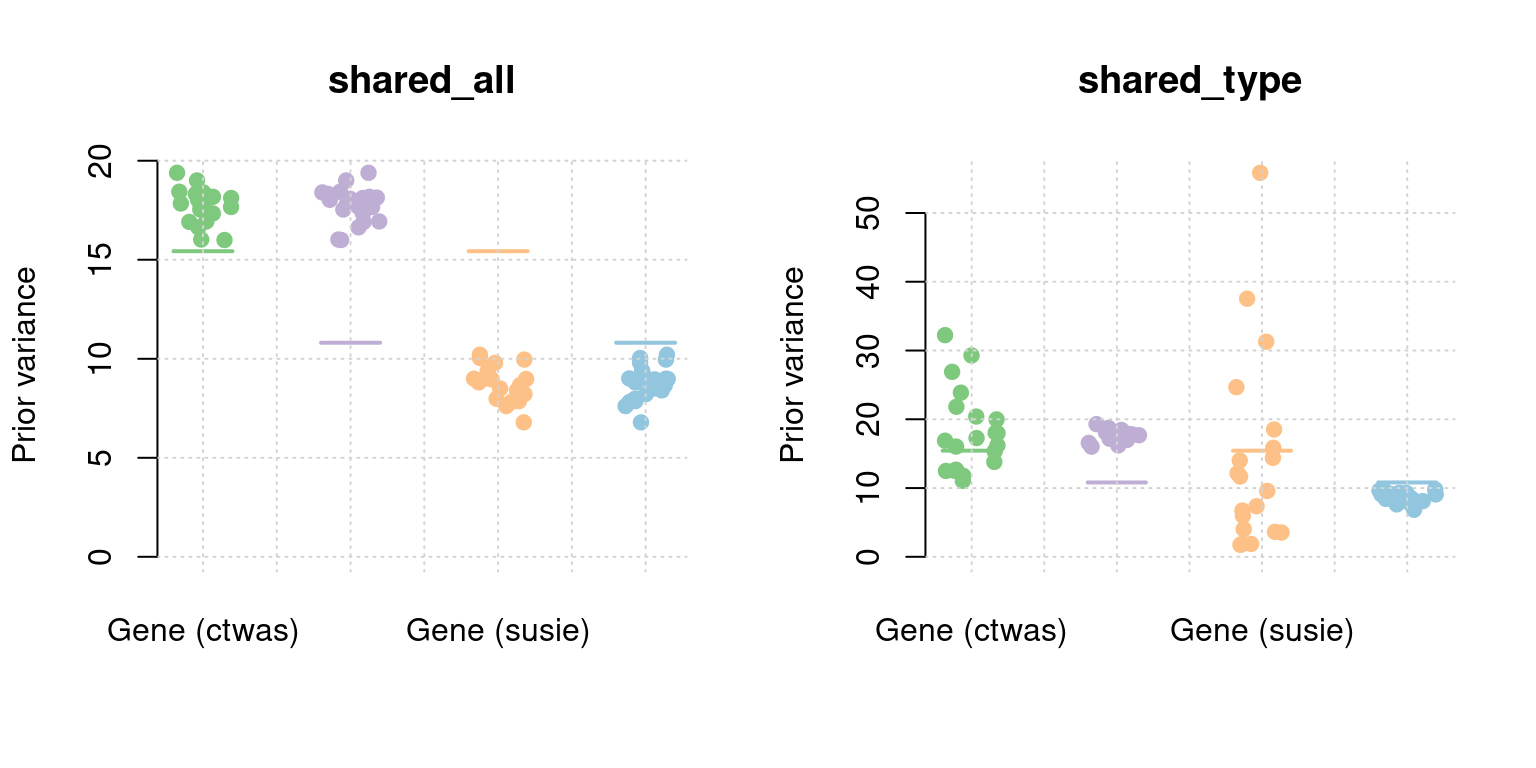 shared_all
Prior variance
20
15
10
5
0
Gene (ctwas)
Gene (susie)
shared_type
Prior variance
50
40
30
20
10
0
Gene (ctwas)
Gene (susie)